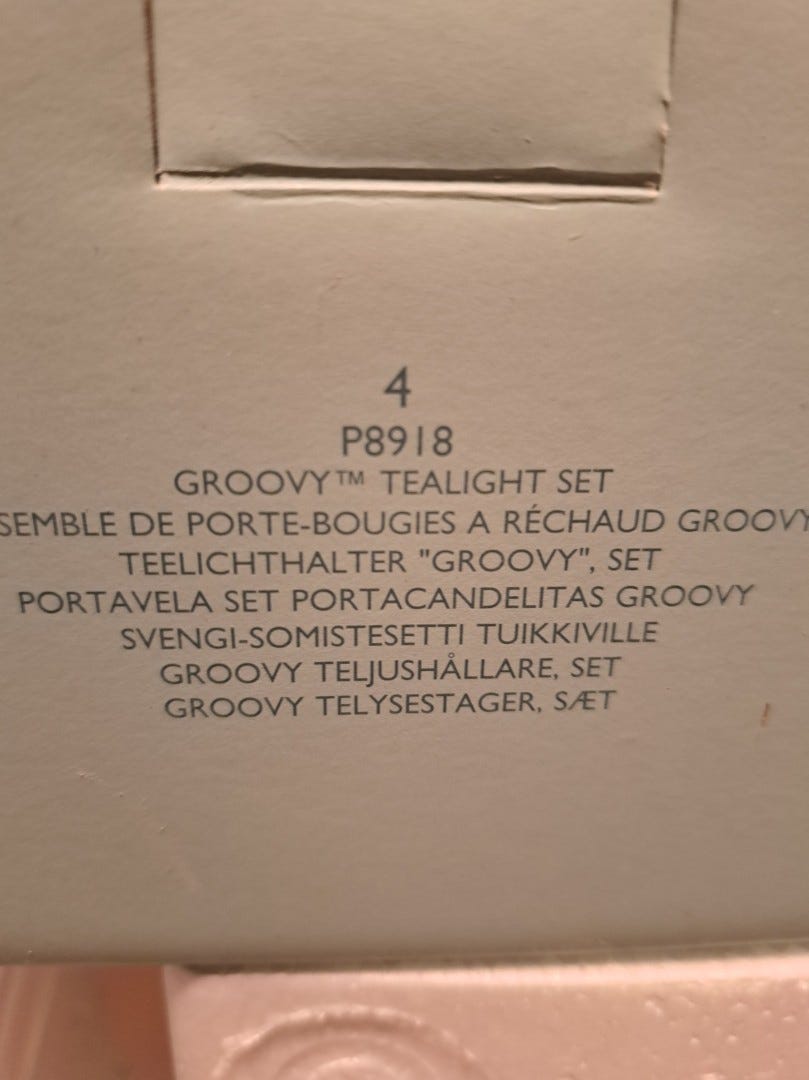 4
P8918
GROOVY™ TEALIGHT SET
SEMBLE DE PORTE-BOUGIES A RÉCHAUD GROOVY
TEELICHTHALTER "GROOVY", SET
PORTAVELA SET PORTACANDELITAS GROOVY
SVENGI-SOMISTESETTI TUIKKIVILLE
GROOVY TELJUSHÅLLARE, SET
GROOVY TELYSESTAGER, SÆT